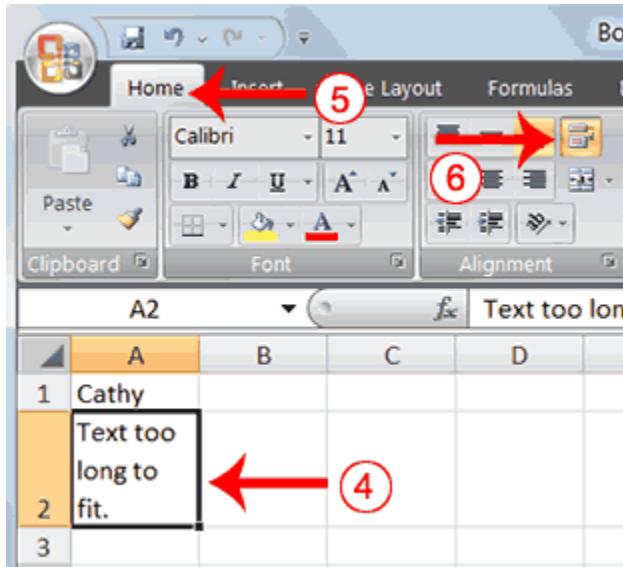 Bo
Home Insert e Layout Formulas
5
Calibri 11
6
B I U A A
Paste
A
Clipboard Font Alignment
A2 fx Text too lon
A B C D
1 Cathy
Text too
long to
2 fit.
4
3